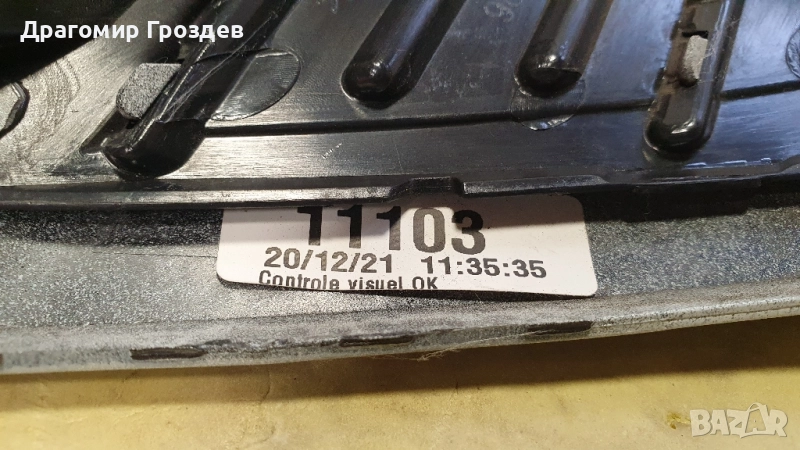 Драгомир Гроздев
11103
20/12/21 11:35:35
Controle visuel OK
BAZAR